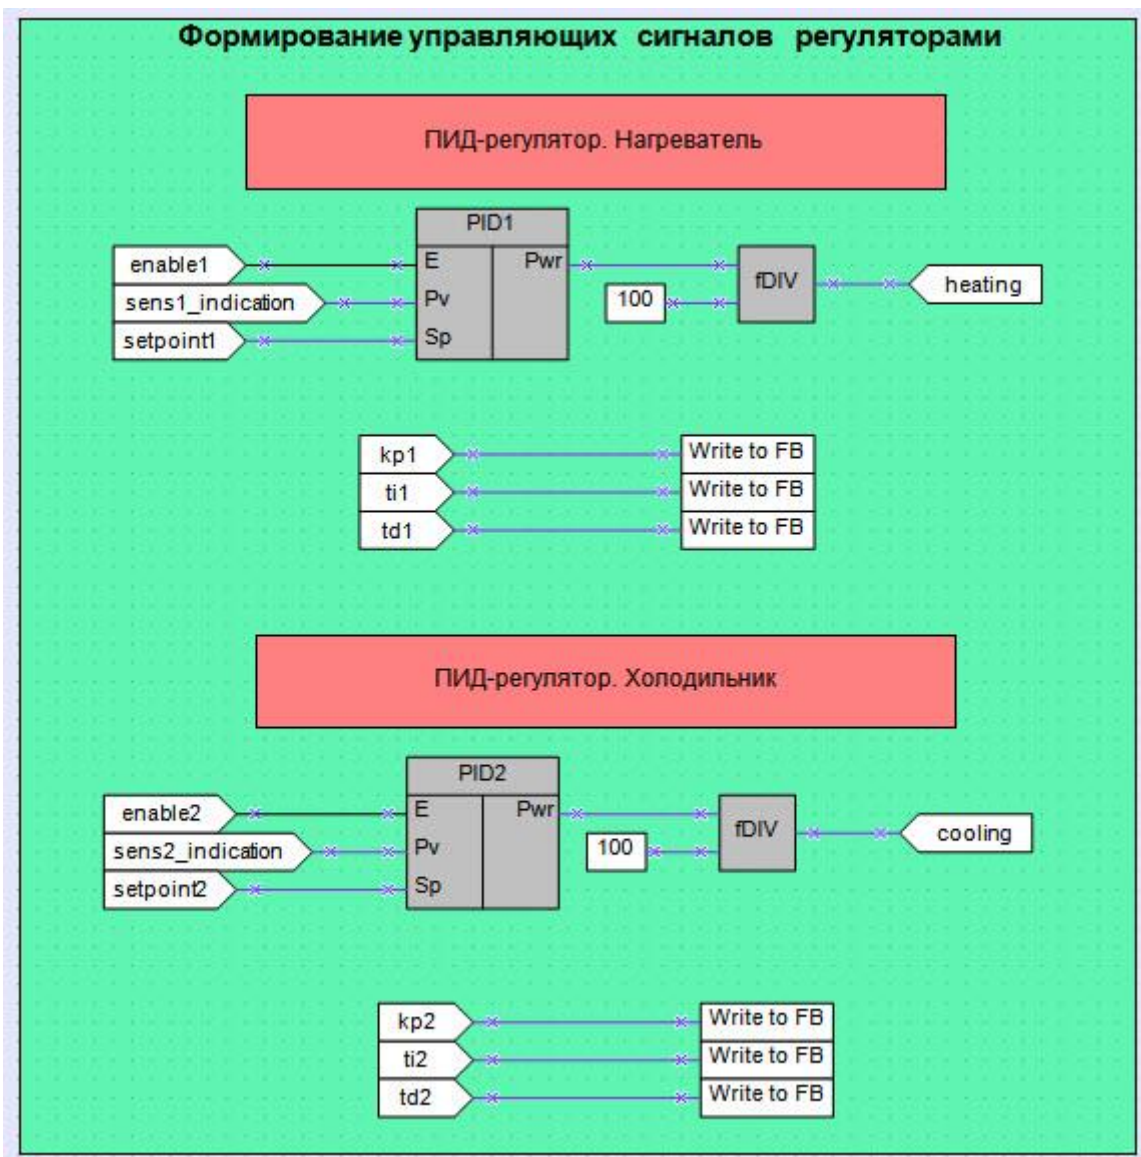 Формирование управляющих сигналов регуляторами
ПИД-регулятор. Нагреватель
PID1
enable1
E
Pwr
fDIV
heating
sens1_indication
Pv
100
setpoint1
Sp
kp1
Write to FB
ti1
Write to FB
td1
Write to FB
ПИД-регулятор. Холодильник
PID2
enable2
E
Pwr
fDIV
cooling
sens2_indication
Pv
100
setpoint2
Sp
kp2
Write to FB
ti2
Write to FB
td2
Write to FB